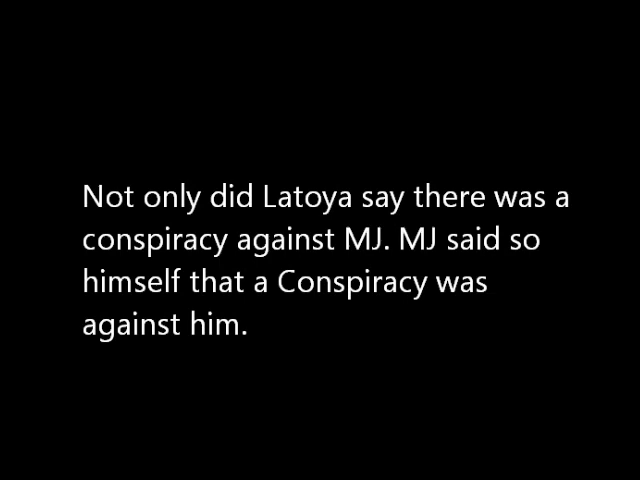 Not only did Latoya say there was a
conspiracy against MJ. MJ said so
himself that a Conspiracy was
against him.